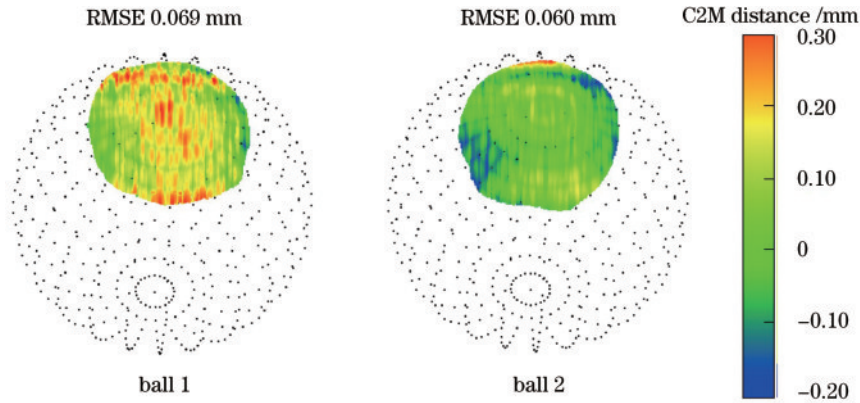 RMSE 0.069 mm
RMSE 0.060 mm
C2M distance /mm
0.30
0.20
0.10
0
−0.10
−0.20
ball 1
ball 2